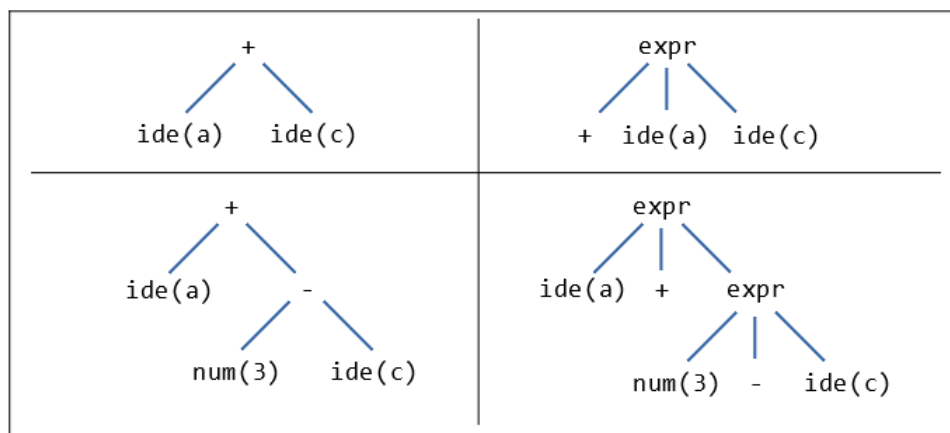 +
ide(a) ide(c)
expr
+ ide(a) ide(c)
+
ide(a) -
num(3) ide(c)
expr
ide(a) + expr
num(3) - ide(c)